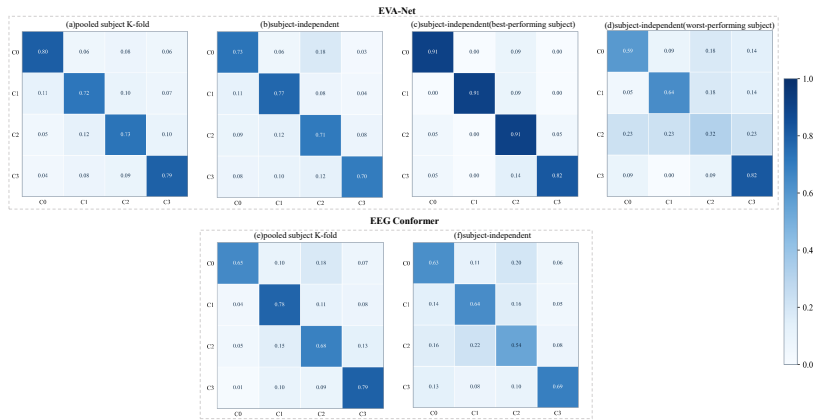 EVA-Net
(a)pooled subject K-fold
(b)subject-independent
(c)subject-independent(best-performing subject)
(d)subject-independent(worst-performing subject)
C0 0.80 0.06 0.08 0.06
C1 0.11 0.72 0.10 0.07
C2 0.05 0.12 0.73 0.10
C3 0.04 0.08 0.09 0.79
C0 C1 C2 C3
0.73 0.06 0.18 0.03
0.11 0.77 0.08 0.04
0.09 0.12 0.71 0.08
0.08 0.10 0.12 0.70
C0 C1 C2 C3
C0 0.91 0.00 0.09 0.00
C1 0.00 0.91 0.09 0.00
C2 0.05 0.00 0.91 0.05
C3 0.05 0.00 0.14 0.82
C0 C1 C2 C3
C0 0.59 0.09 0.18 0.14
C1 0.05 0.64 0.18 0.14
C2 0.23 0.23 0.32 0.23
C3 0.09 0.00 0.09 0.82
C0 C1 C2 C3
1.0
0.8
0.6
0.4
0.2
0.0
EEG Conformer
(e)pooled subject K-fold
(f)subject-independent
C0 0.65 0.10 0.18 0.07
C1 0.04 0.78 0.11 0.08
C2 0.05 0.15 0.68 0.13
C3 0.01 0.10 0.09 0.79
C0 C1 C2 C3
C0 0.63 0.11 0.20 0.06
C1 0.14 0.64 0.16 0.05
C2 0.16 0.22 0.54 0.08
C3 0.13 0.08 0.10 0.69
C0 C1 C2 C3